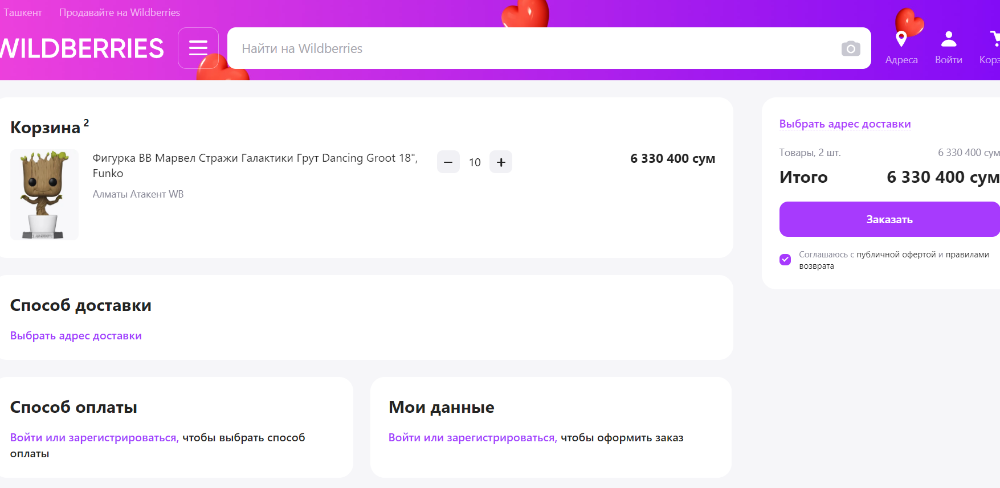 Ташкент Продавайте на Wildberries
WILDBERRIES
Найти на Wildberries
Адреса
Войти
Корз
Корзина 2
Фигурка BB Марвел Стражи Галактики Грут Dancing Groot 18",
Funko
Алматы Атакент WB
10
6 330 400 сум
Выбрать адрес доставки
Товары, 2 шт. 6 330 400 сум
Итого 6 330 400 сум
Заказать
Соглашаюсь с публичной офертой и правилами
возврата
Способ доставки
Выбрать адрес доставки
Способ оплаты
Войти или зарегистрироваться, чтобы выбрать способ
оплаты
Мои данные
Войти или зарегистрироваться, чтобы оформить заказ